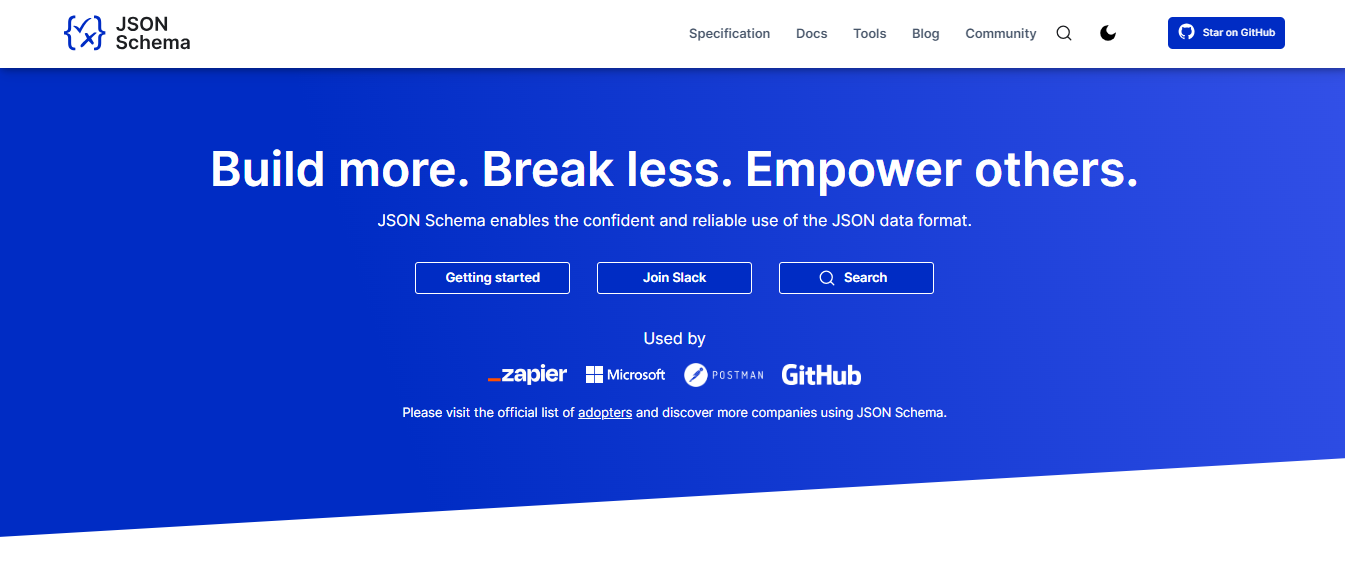 JSON
Schema
Specification Docs Tools Blog Community Star on GitHub
Build more. Break less. Empower others.
JSON Schema enables the confident and reliable use of the JSON data format.
Getting started Join Slack Search
Used by
_zapier Microsoft POSTMAN GitHub
Please visit the official list of adopters and discover more companies using JSON Schema.